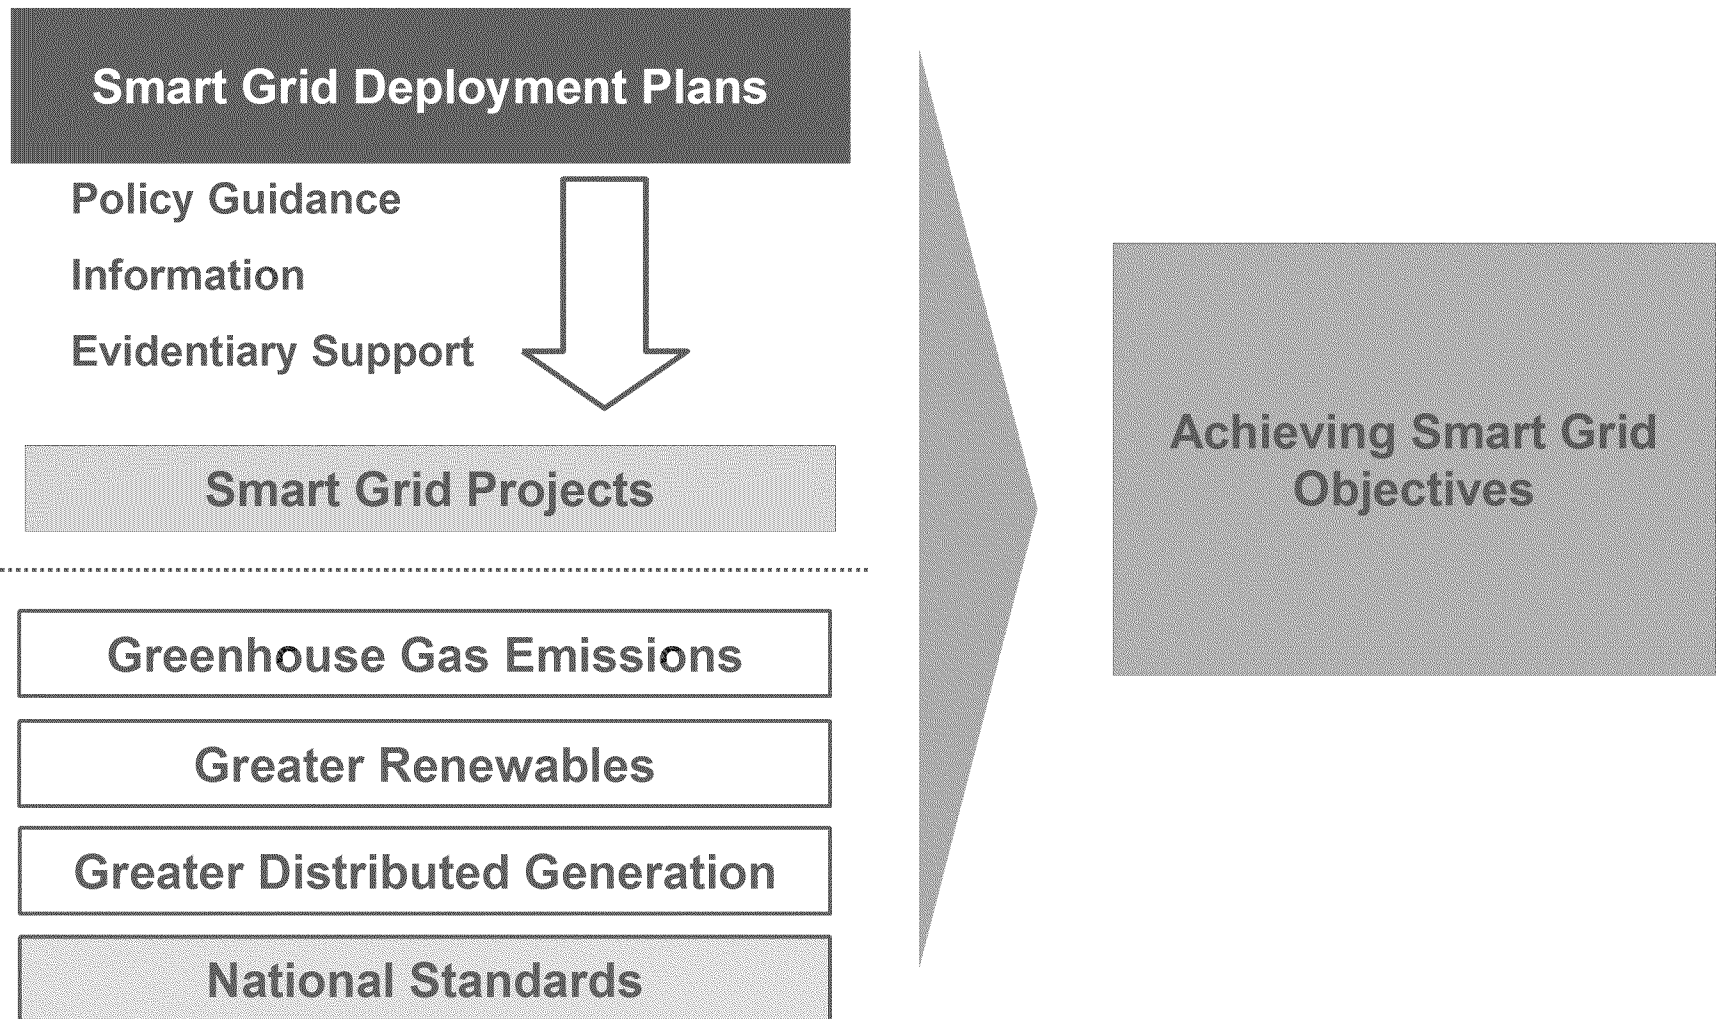 Smart Grid Deployment Plans
Policy Guidance
Information
Evidentiary Support
Smart Grid Projects
Greenhouse Gas Emissions
Greater Renewables
Greater Distributed Generation
National Standards
Achieving Smart Grid
Objectives